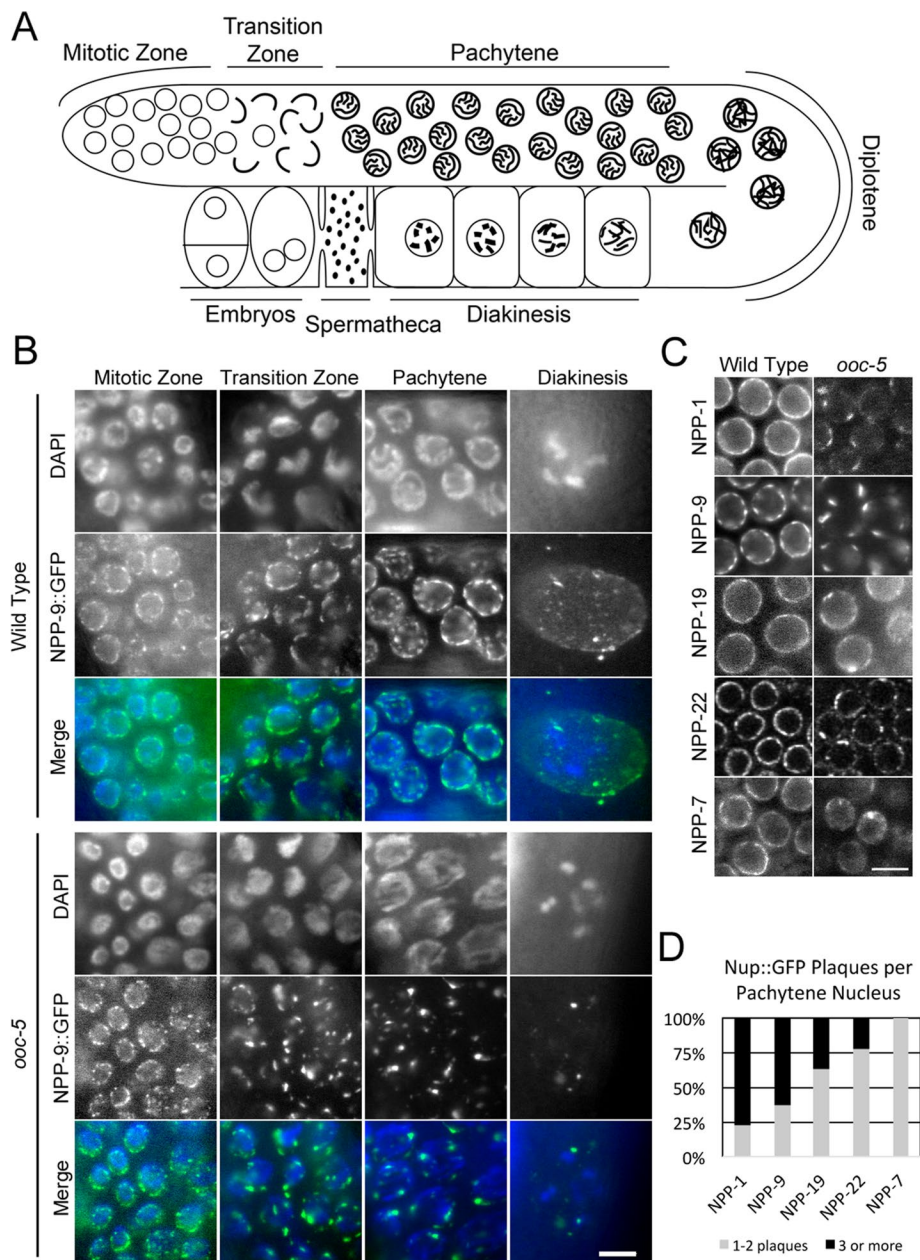 A
Mitotic Zone
Transition
Zone
Pachytene
Diplotene
Embryos
Spermatheca
Diakinesis
B
Mitotic Zone
Transition Zone
Pachytene
Diakinesis
Wild Type
DAPI
NPP-9::GFP
Merge
ooc-5
DAPI
NPP-9::GFP
Merge
C
Wild Type
ooc-5
NPP-1
NPP-9
NPP-19
NPP-22
NPP-7
D
Nup::GFP Plaques per
Pachytene Nucleus
100%
75%
50%
25%
0%
NPP-1
NPP-9
NPP-19
NPP-22
NPP-7
1-2 plaques
3 or more